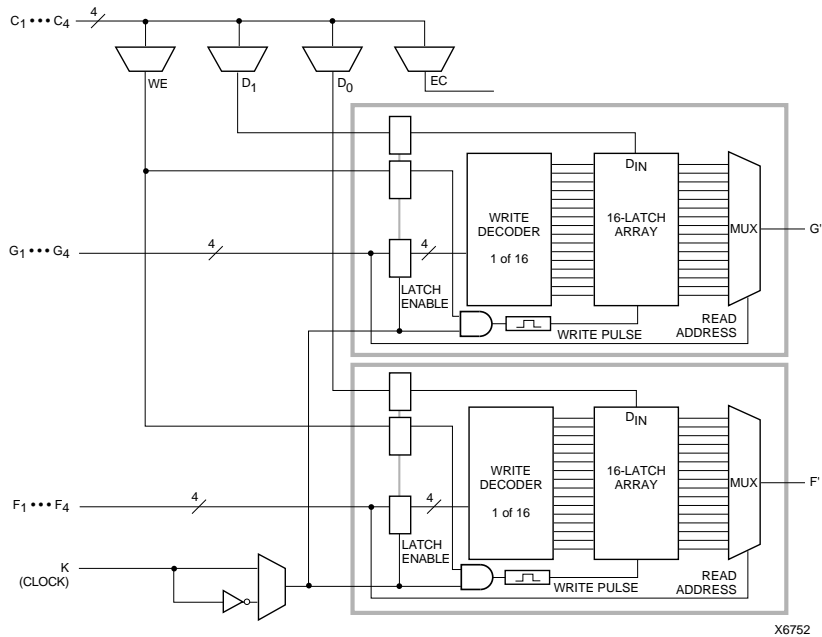 C1 ••• C4
4
WE
D1
D0
EC
DIN
WRITE
DECODER
1 of 16
16-LATCH
ARRAY
MUX
G'
G1 ••• G4
4
4
LATCH
ENABLE
WRITE PULSE
READ
ADDRESS
DIN
WRITE
DECODER
1 of 16
16-LATCH
ARRAY
MUX
F'
F1 ••• F4
4
4
LATCH
ENABLE
K
(CLOCK)
WRITE PULSE
READ
ADDRESS
X6752